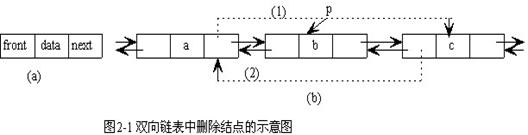 (1)
p
front data next
a
b
c
(2)
(a)
(b)
图2-1 双向链表中删除结点的示意图